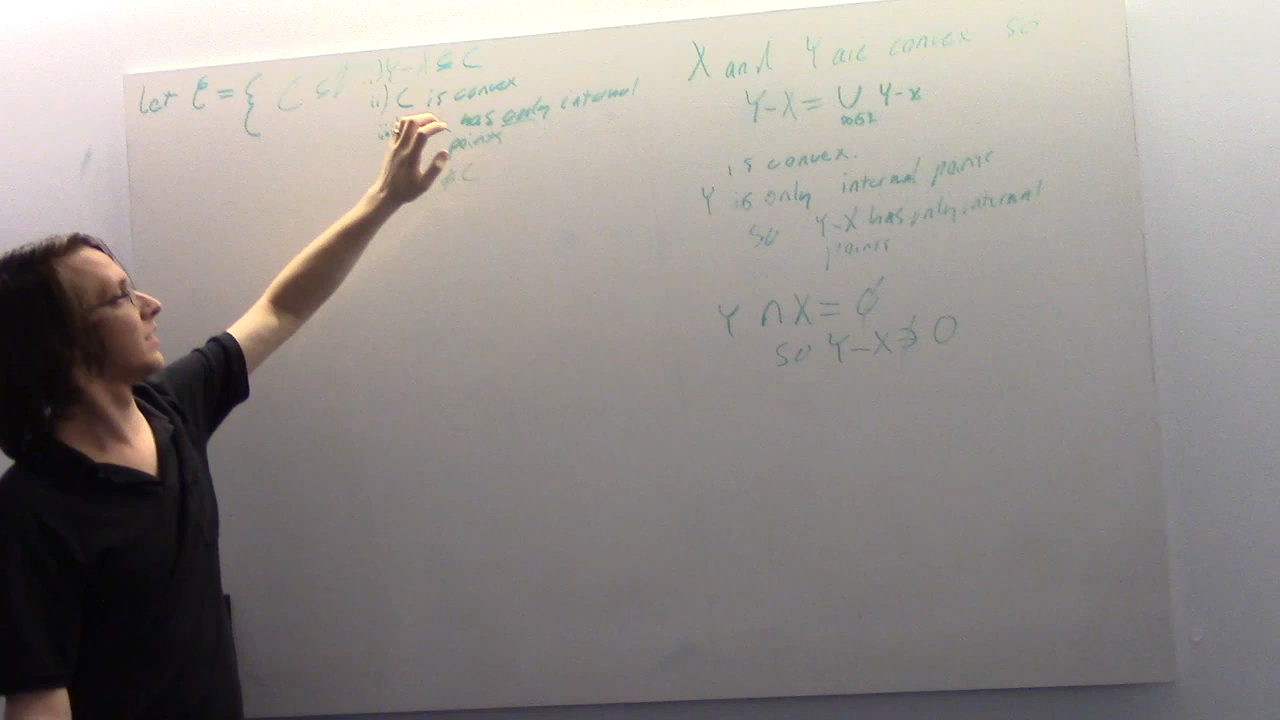 Let C = { C ⊆ V i) Y-X ⊆ C
ii) C is convex
has only internal
points
∉ C
X and Y are convex so
Y-X = ∪ Y-x
is convex.
Y is only internal points
so Y-X has only internal
points
Y ∩ X = ∅
so Y-X ∌ 0